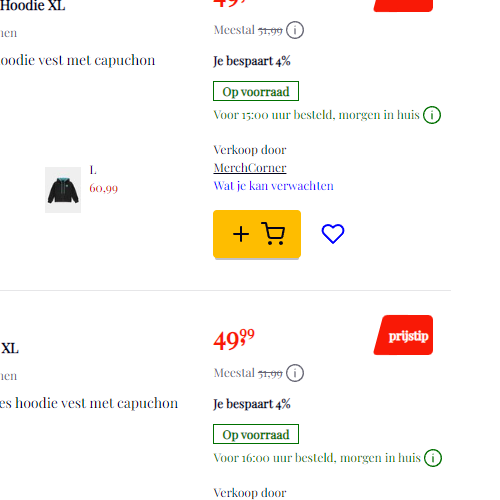 Hoodie XL
oodie vest met capuchon
L
60,99
Meestal 51,99
Je bespaart 4%
Op voorraad
Voor 15:00 uur besteld, morgen in huis
Verkoop door
MerchCorner
Wat je kan verwachten
XL
es hoodie vest met capuchon
49,99
prijstip
Meestal 51,99
Je bespaart 4%
Op voorraad
Voor 16:00 uur besteld, morgen in huis
Verkoop door